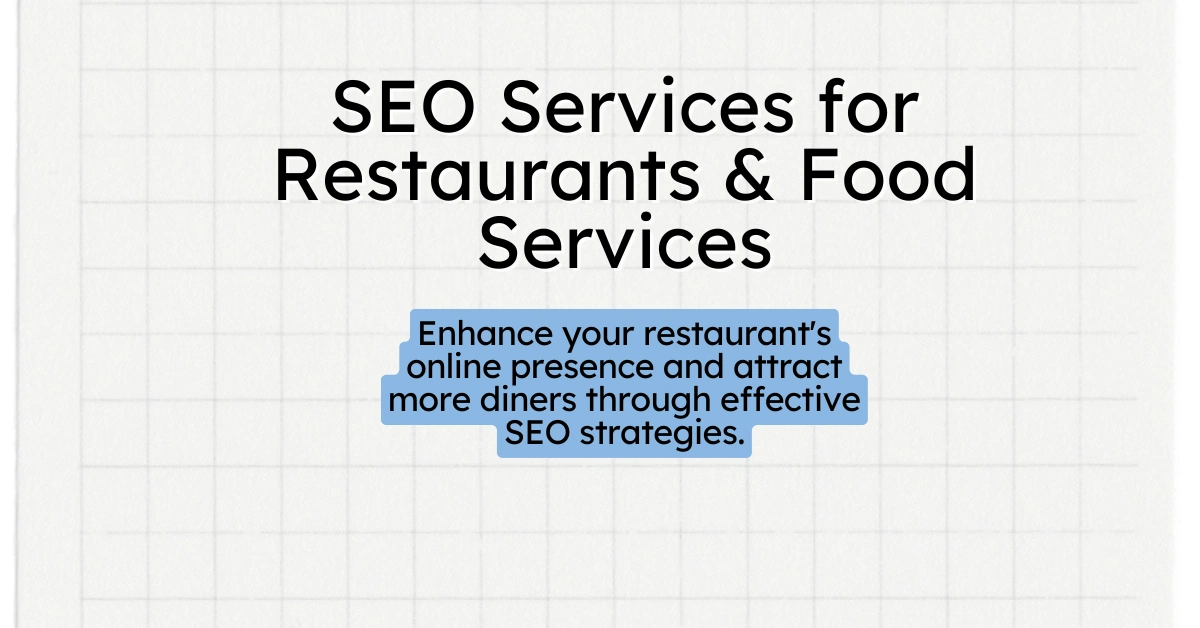 SEO Services for
Restaurants & Food
Services
Enhance your restaurant's
online presence and attract
more diners through effective
SEO strategies.